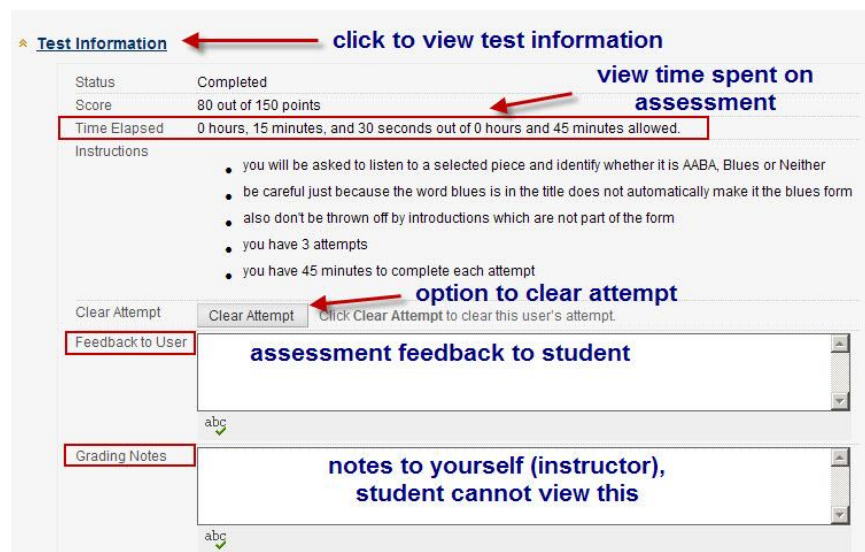 Test Information click to view test information
Status Completed
view time spent on
assessment
Score 80 out of 150 points
Time Elapsed 0 hours, 15 minutes, and 30 seconds out of 0 hours and 45 minutes allowed.
Instructions
you will be asked to listen to a selected piece and identify whether it is AABA, Blues or Neither
be careful just because the word blues is in the title does not automatically make it the blues form
also don't be thrown off by introductions which are not part of the form
you have 3 attempts
you have 45 minutes to complete each attempt
option to clear attempt
Clear Attempt Clear Attempt Click Clear Attempt to clear this user's attempt.
Feedback to User
assessment feedback to student
abc
Grading Notes
notes to yourself (instructor),
student cannot view this
abc